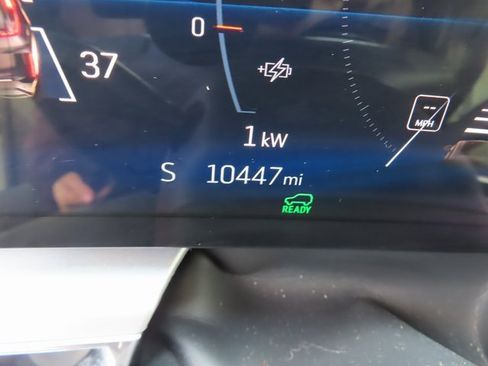 0
37
--
MPH
1 kW
S 10447 mi
READY